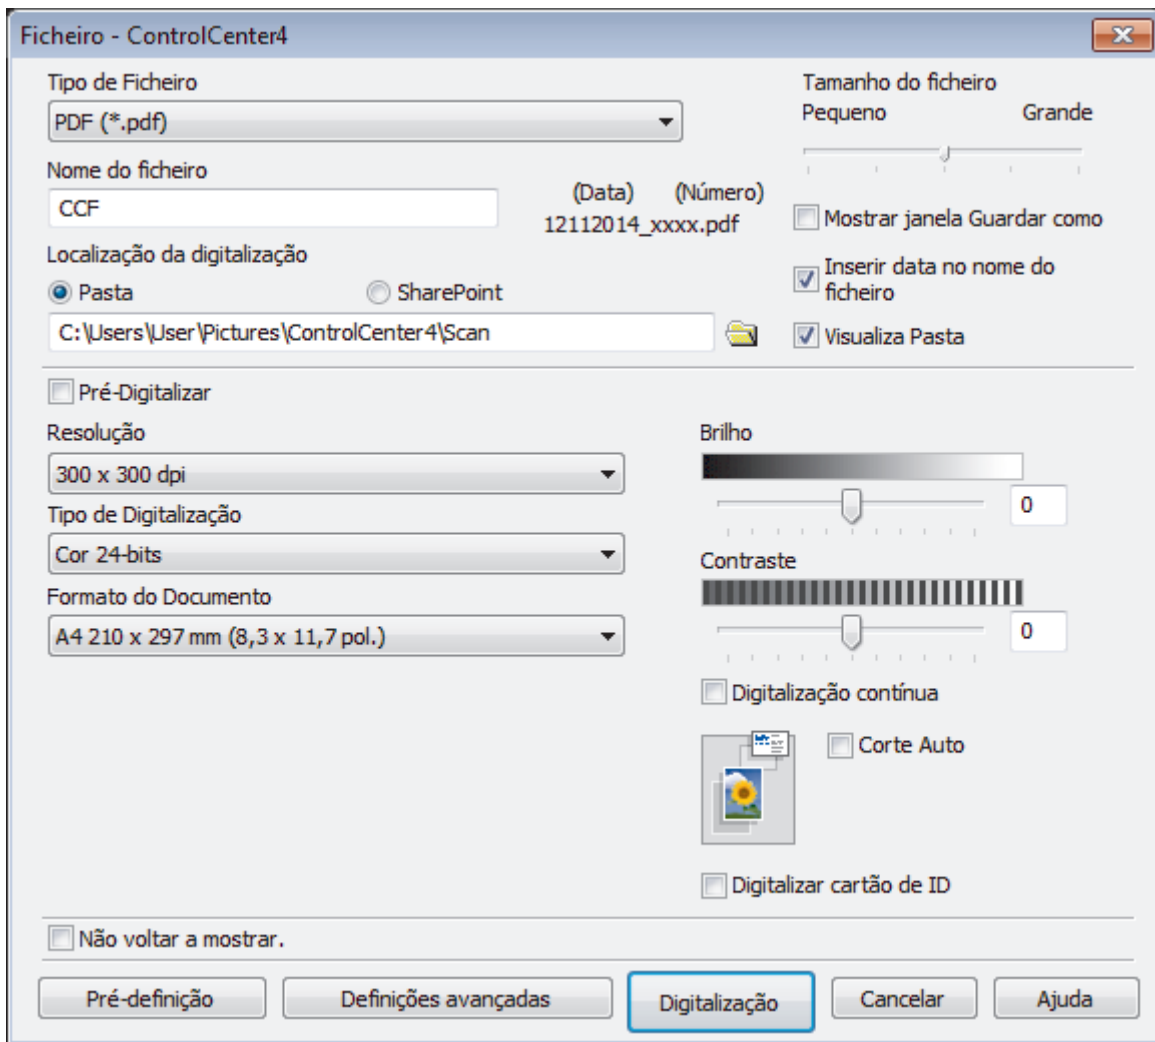 Ficheiro - ControlCenter4
Tipo de Ficheiro
PDF (*.pdf)
Nome do ficheiro
CCF
(Data) (Número)
12112014_xxxx.pdf
Localização da digitalização
Pasta
SharePoint
C:\Users\User\Pictures\ControlCenter4\Scan
Tamanho do ficheiro
Pequeno Grande
Mostrar janela Guardar como
Inserir data no nome do
ficheiro
Visualiza Pasta
Pré-Digitalizar
Resolução
300 x 300 dpi
Tipo de Digitalização
Cor 24-bits
Formato do Documento
A4 210 x 297 mm (8,3 x 11,7 pol.)
Brilho
0
Contraste
0
Digitalização contínua
Corte Auto
Digitalizar cartão de ID
Não voltar a mostrar.
Pré-definição
Definições avançadas
Digitalização
Cancelar
Ajuda